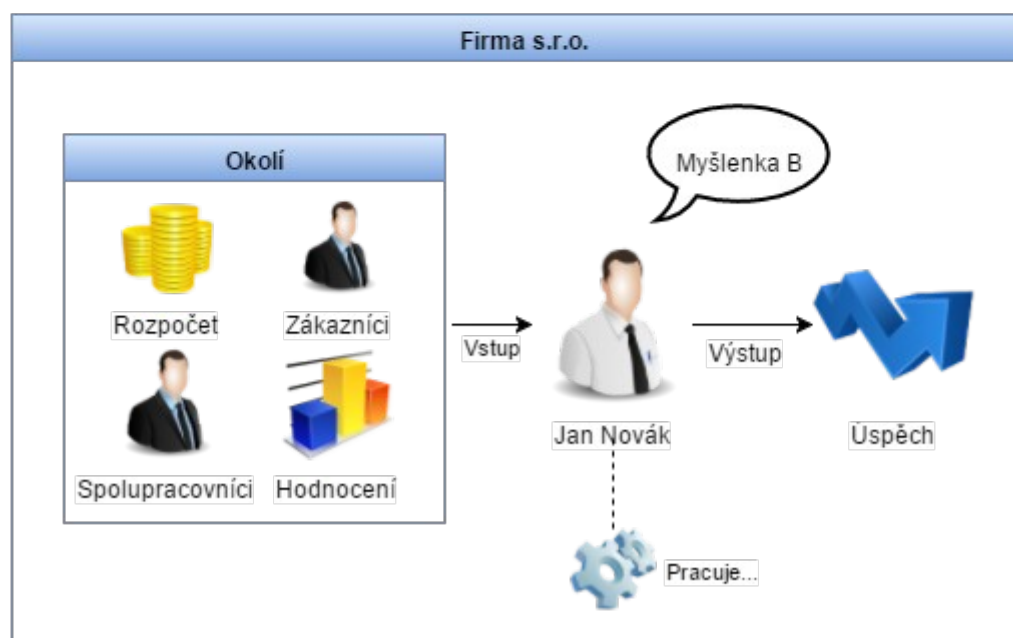 Firma s.r.o.
Okolí
Myšlenka B
Rozpočet
Zákazníci
Vstup
Výstup
Spolupracovníci
Hodnocení
Jan Novák
Úspěch
Pracuje...